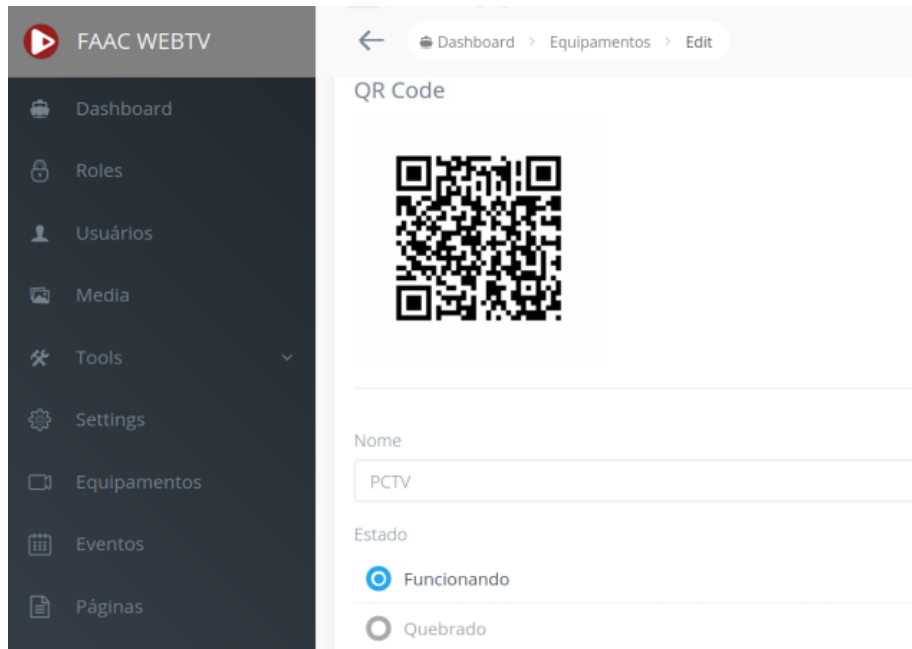 FAAC WEBTV
Dashboard
Roles
Usuários
Media
Tools
Settings
Equipamentos
Eventos
Páginas
Dashboard > Equipamentos > Edit
QR Code
Nome
PCTV
Estado
Funcionando
Quebrado